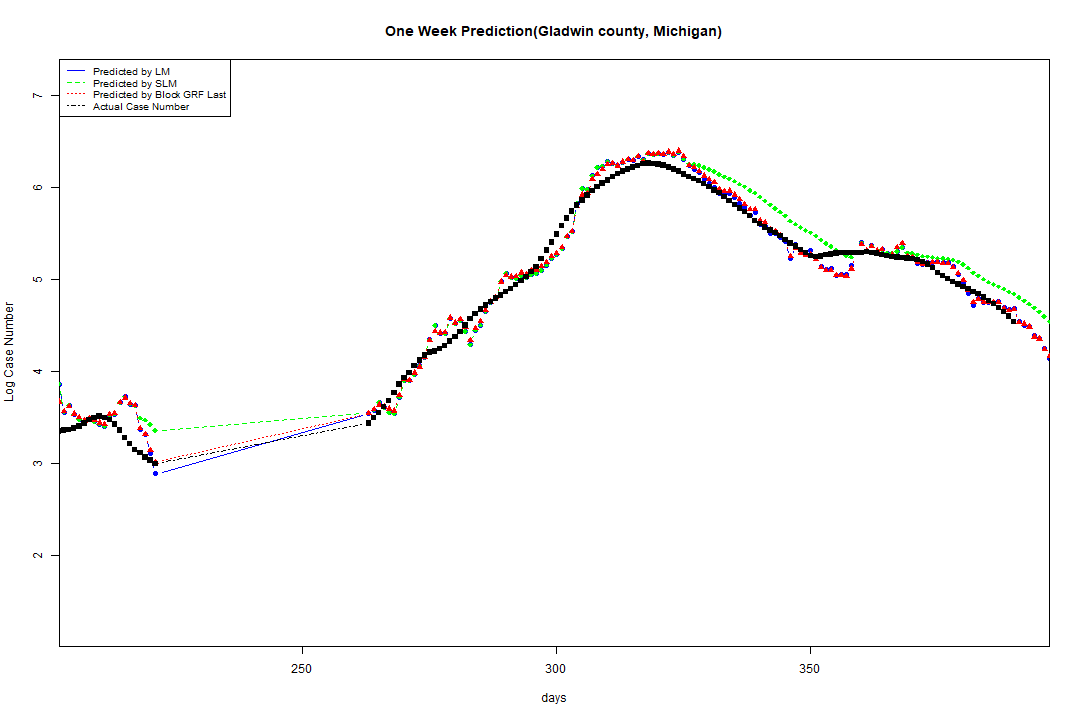 One Week Prediction(Gladwin county, Michigan)
Predicted by LM
Predicted by SLM
Predicted by Block GRF Last
Actual Case Number
7
6
5
4
3
2
Log Case Number
250
300
350
days